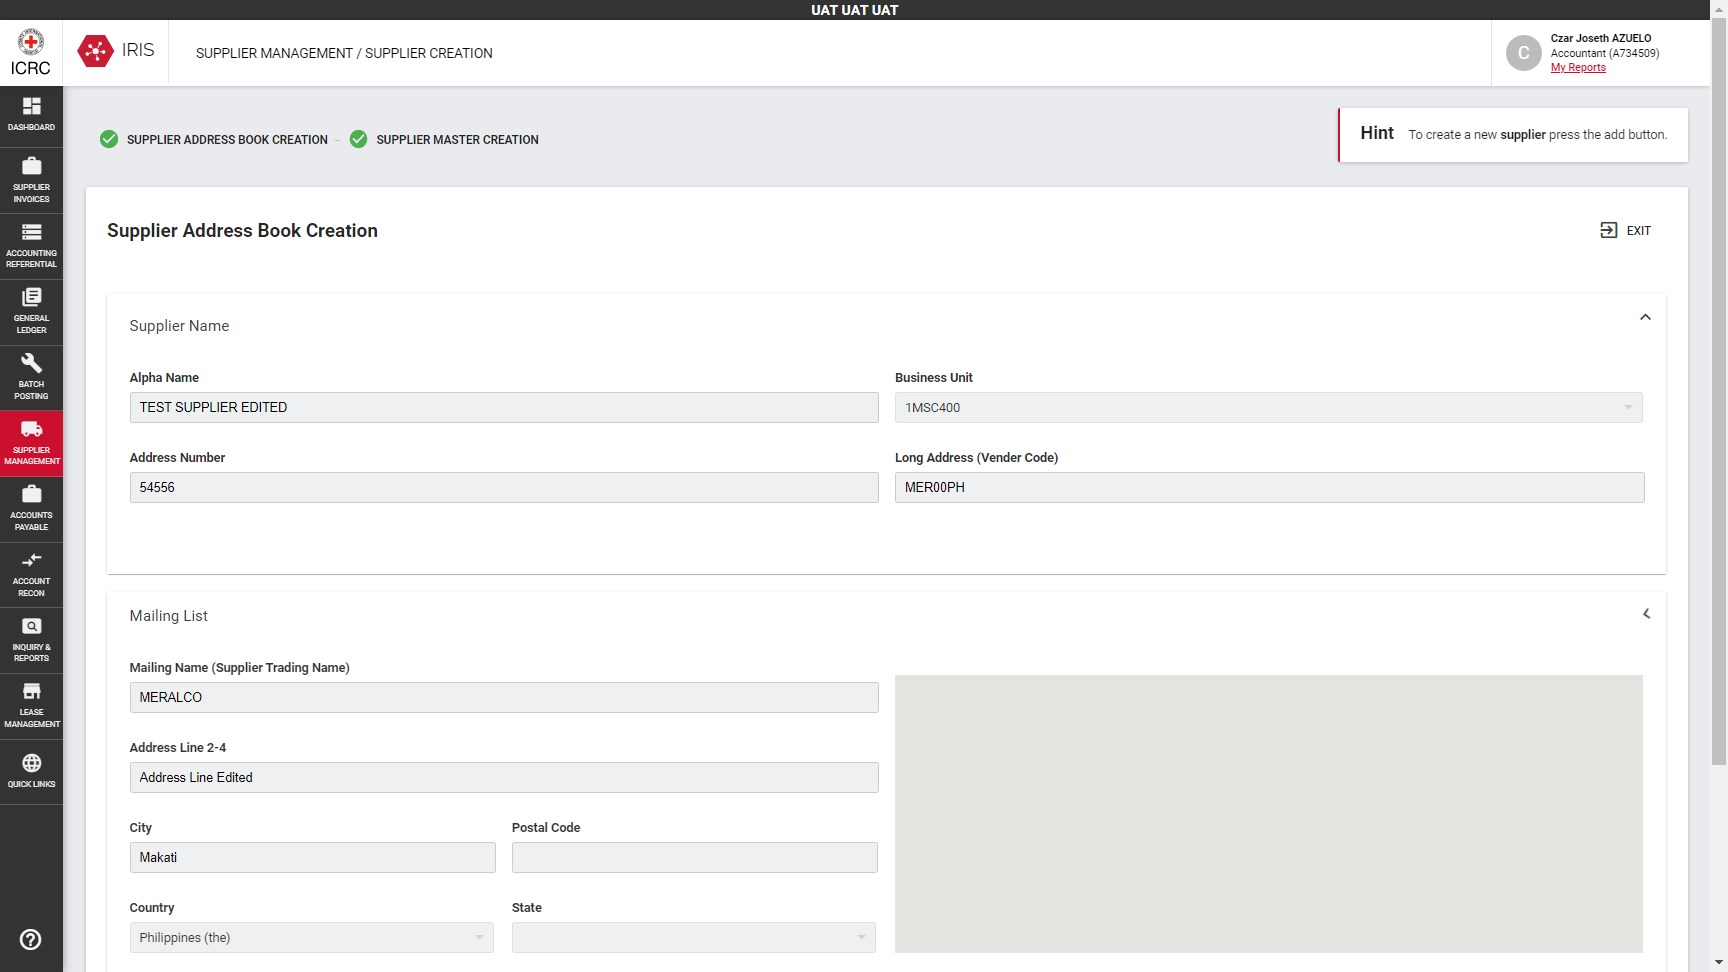 UAT UAT UAT
ICRC
IRIS
SUPPLIER MANAGEMENT / SUPPLIER CREATION
C
Czar Joseth AZUELO
Accountant (A734509)
My Reports
DASHBOARD
SUPPLIER
INVOICES
ACCOUNTING
REFERENTIAL
GENERAL
LEDGER
BATCH
POSTING
SUPPLIER
MANAGEMENT
ACCOUNTS
PAYABLE
ACCOUNT
RECON
INQUIRY &
REPORTS
LEASE
MANAGEMENT
QUICK LINKS
SUPPLIER ADDRESS BOOK CREATION
SUPPLIER MASTER CREATION
Hint To create a new supplier press the add button.
Supplier Address Book Creation
EXIT
Supplier Name
Alpha Name
TEST SUPPLIER EDITED
Business Unit
1MSC400
Address Number
54556
Long Address (Vender Code)
MER00PH
Mailing List
Mailing Name (Supplier Trading Name)
MERALCO
Address Line 2-4
Address Line Edited
City
Makati
Postal Code
Country
Philippines (the)
State